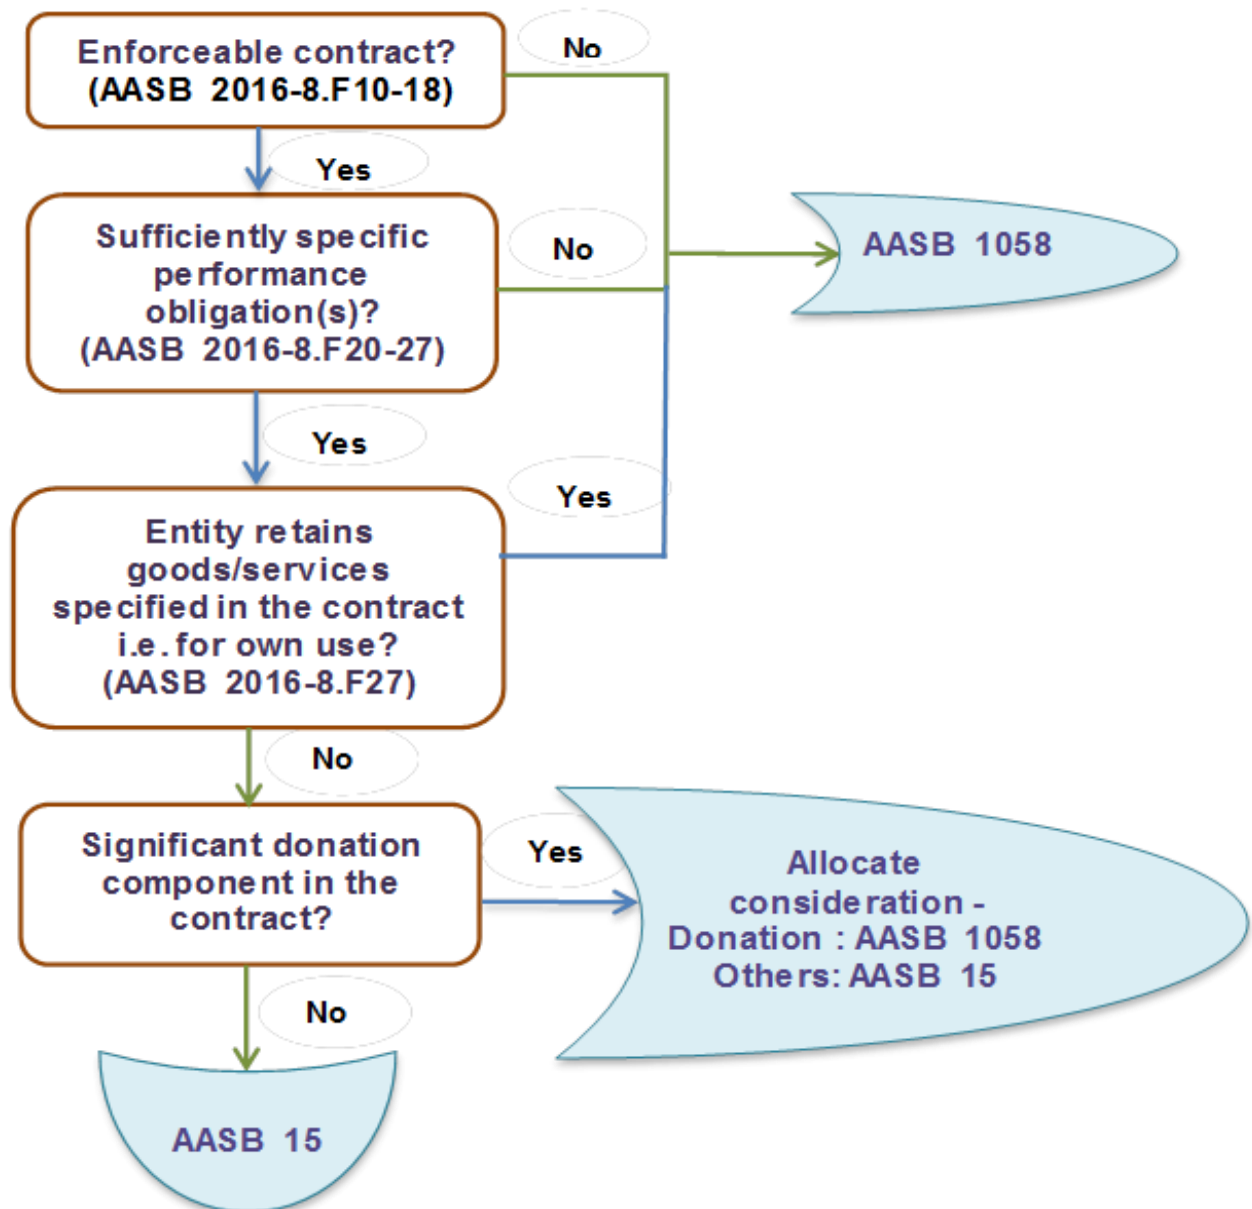 Enforceable contract?
(AASB 2016-8.F10-18)
No
Yes
Sufficiently specific
performance
obligation(s)?
(AASB 2016-8.F20-27)
No
AASB 1058
Yes
Entity retains
goods/services
specified in the contract
i.e. for own use?
(AASB 2016-8.F27)
Yes
No
Significant donation
component in the
contract?
Yes
Allocate
consideration -
Donation : AASB 1058
Others: AASB 15
No
AASB 15